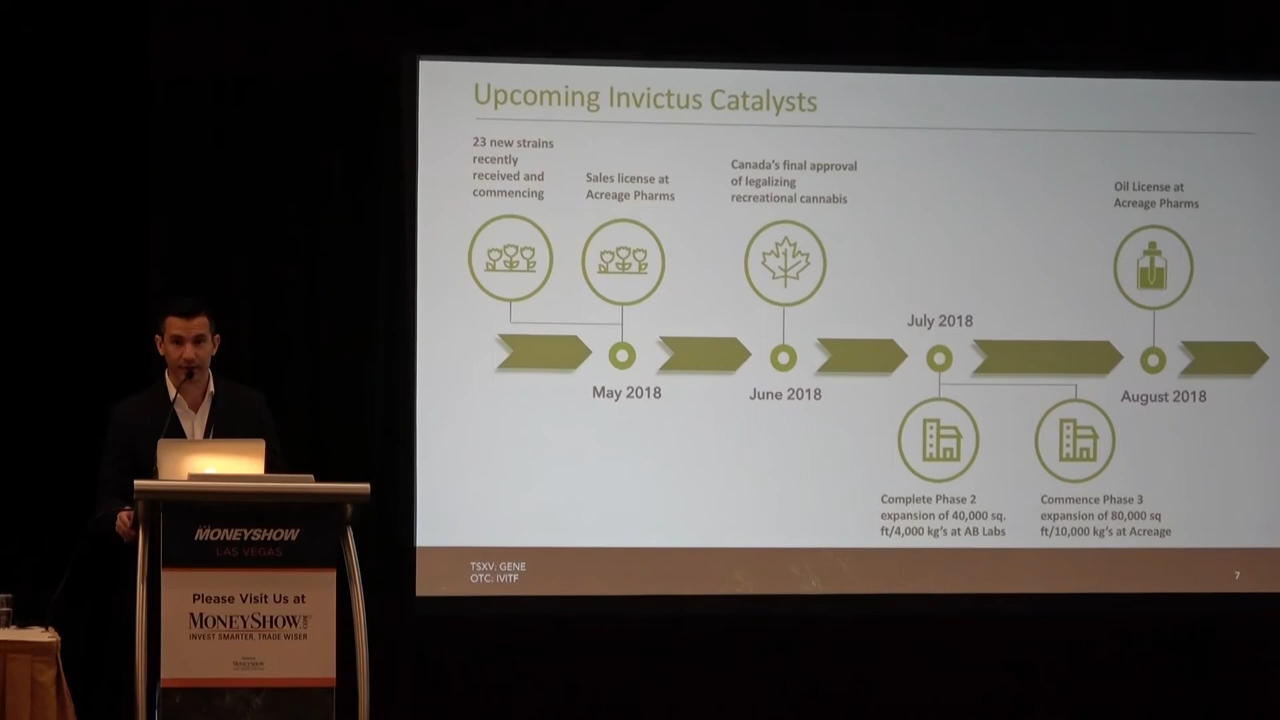 Upcoming Invictus Catalysts
23 new strains
recently
received and
commencing
Sales license at
Acreage Pharms
Canada's final approval
of legalizing
recreational cannabis
Oil License at
Acreage Pharms
May 2018
June 2018
July 2018
August 2018
Complete Phase 2
expansion of 40,000 sq.
ft/4,000 kg's at AB Labs
Commence Phase 3
expansion of 80,000 sq
ft/10,000 kg's at Acreage
TSXV: GENE
OTC: IVITF
7
MONEYSHOW
LAS VEGAS
Please Visit Us at
MONEYSHOW.COM
INVEST SMARTER, TRADE WISER
MONEYSHOW